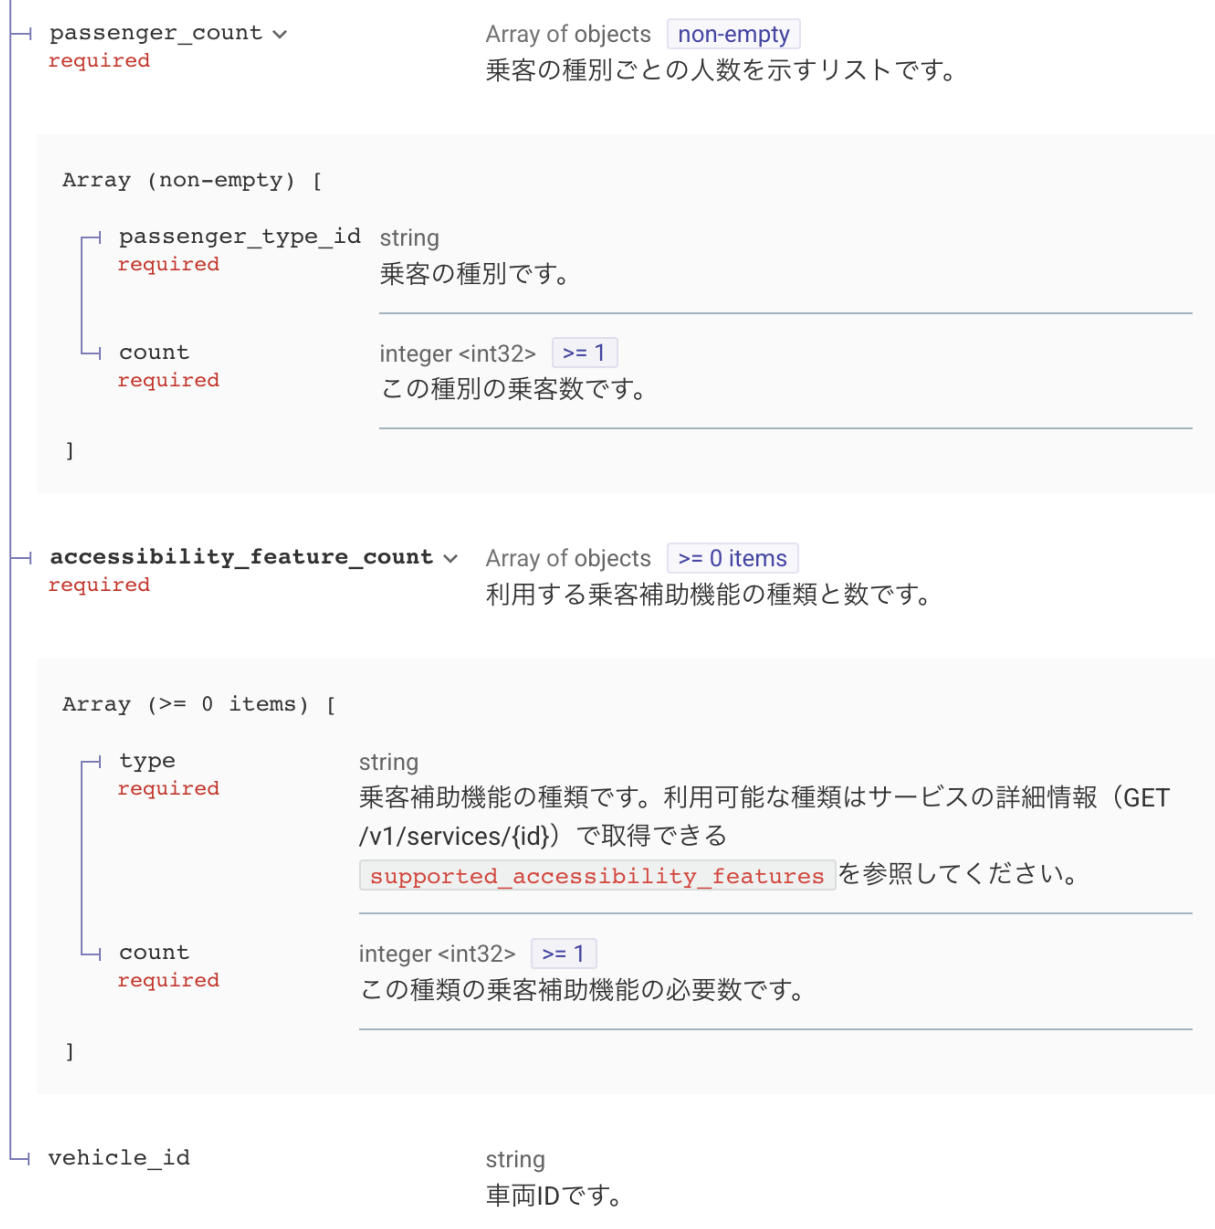 passenger_count Array of objects non-empty
required
乗客の種別ごとの人数を示すリストです。
Array (non-empty) [
passenger_type_id string
required
乗客の種別です。
count integer <int32> >= 1
required
この種別の乗客数です。
]
accessibility_feature_count Array of objects >= 0 items
required
利用する乗客補助機能の種類と数です。
Array (>= 0 items) [
type string
required
乗客補助機能の種類です。利用可能な種類はサービスの詳細情報（GET
/v1/services/{id}）で取得できる
supported_accessibility_features を参照してください。
count integer <int32> >= 1
required
この種類の乗客補助機能の必要数です。
]
vehicle_id string
車両IDです。